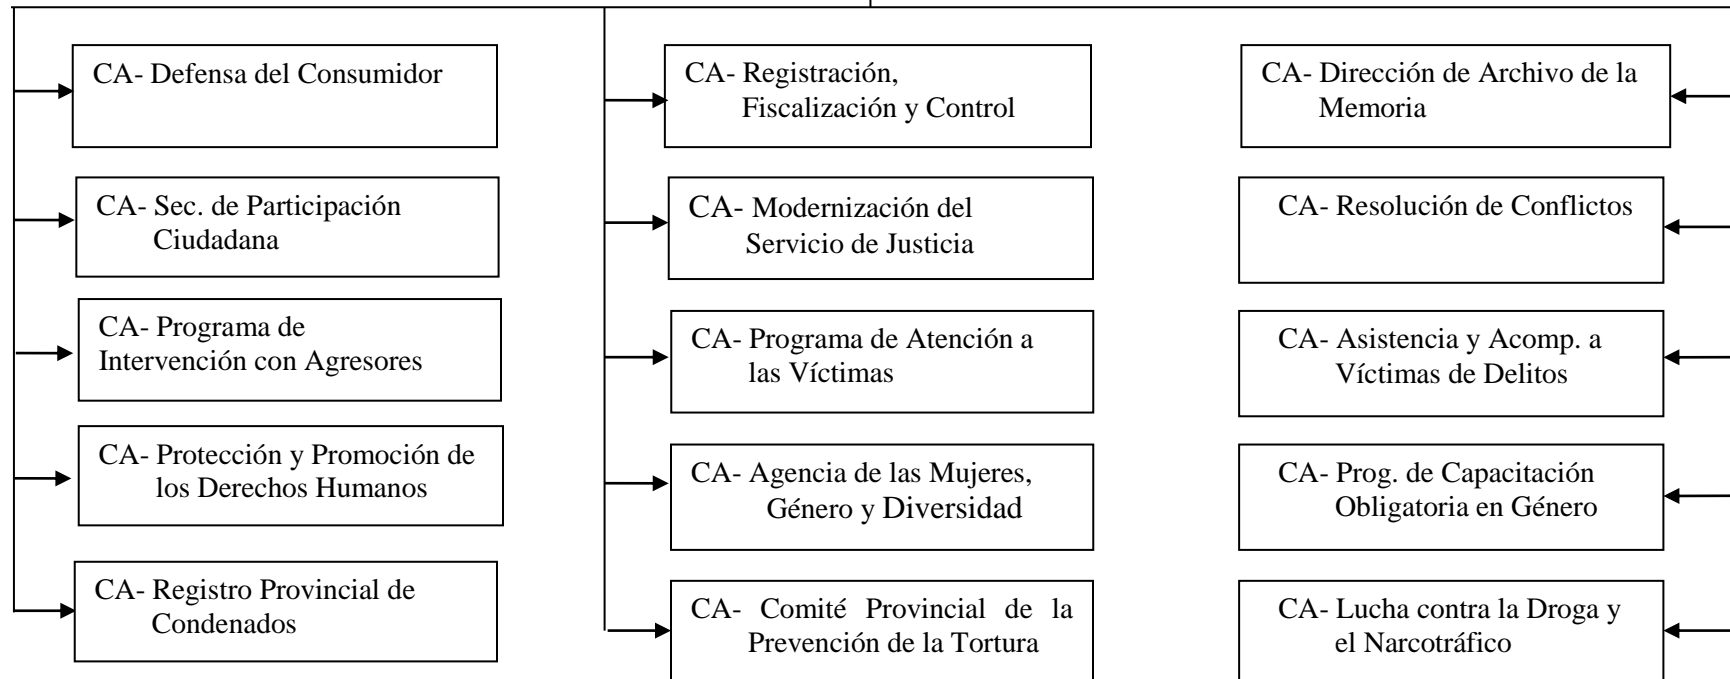 CA- Defensa del Consumidor
CA- Sec. de Participación
Ciudadana
CA- Programa de
Intervención con Agresores
CA- Protección y Promoción de
los Derechos Humanos
CA- Registro Provincial de
Condenados
CA- Registración,
Fiscalización y Control
CA- Modernización del
Servicio de Justicia
CA- Programa de Atención a
las Víctimas
CA- Agencia de las Mujeres,
Género y Diversidad
CA- Comité Provincial de la
Prevención de la Tortura
CA- Dirección de Archivo de la
Memoria
CA- Resolución de Conflictos
CA- Asistencia y Acomp. a
Víctimas de Delitos
CA- Prog. de Capacitación
Obligatoria en Género
CA- Lucha contra la Droga y
el Narcotráfico